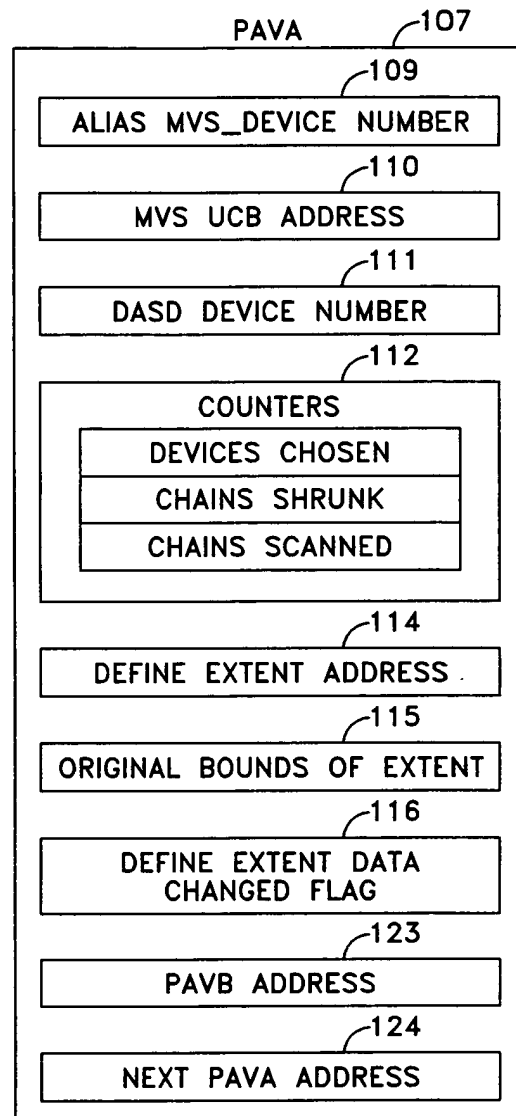 PAVA 107
109
ALIAS MVS_DEVICE NUMBER
110
MVS UCB ADDRESS
111
DASD DEVICE NUMBER
112
COUNTERS
DEVICES CHOSEN
CHAINS SHRUNK
CHAINS SCANNED
114
DEFINE EXTENT ADDRESS
115
ORIGINAL BOUNDS OF EXTENT
116
DEFINE EXTENT DATA
CHANGED FLAG
123
PAVB ADDRESS
124
NEXT PAVA ADDRESS